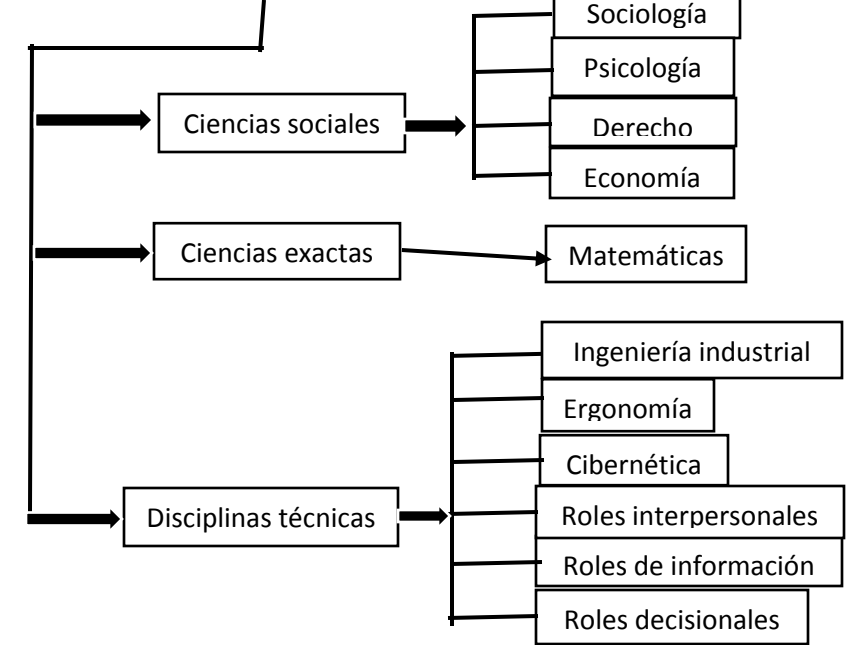 Sociología
Psicología
Ciencias sociales
Derecho
Economía
Ciencias exactas
Matemáticas
Ingeniería industrial
Ergonomía
Cibernética
Disciplinas técnicas
Roles interpersonales
Roles de información
Roles decisionales